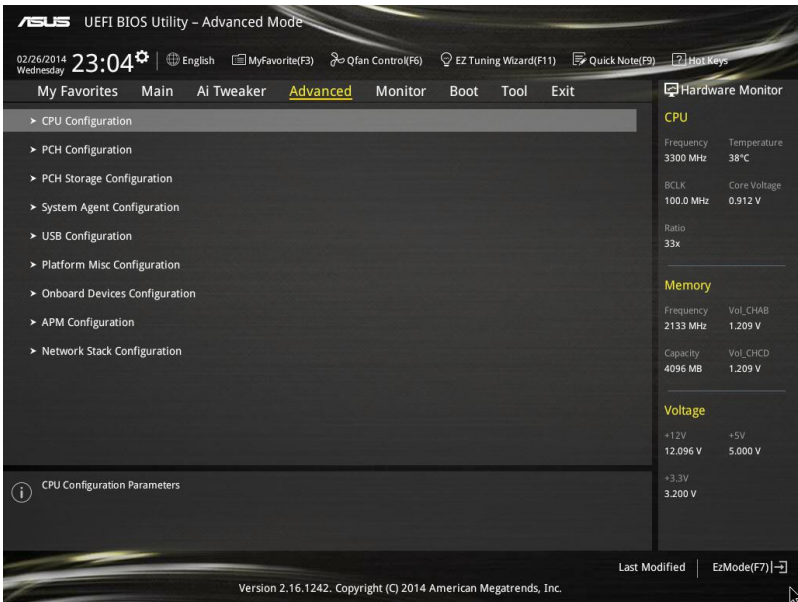 ASUS UEFI BIOS Utility – Advanced Mode
02/26/2014
Wednesday
23:04
English
MyFavorite(F3)
Qfan Control(F6)
EZ Tuning Wizard(F11)
Quick Note(F9)
? Hot Keys
My Favorites Main Ai Tweaker Advanced Monitor Boot Tool Exit
> CPU Configuration
> PCH Configuration
> PCH Storage Configuration
> System Agent Configuration
> USB Configuration
> Platform Misc Configuration
> Onboard Devices Configuration
> APM Configuration
> Network Stack Configuration
i CPU Configuration Parameters
Hardware Monitor
CPU
Frequency Temperature
3300 MHz 38°C
BCLK Core Voltage
100.0 MHz 0.912 V
Ratio
33x
Memory
Frequency Vol_CHAB
2133 MHz 1.209 V
Capacity Vol_CHCD
4096 MB 1.209 V
Voltage
+12V +5V
12.096 V 5.000 V
+3.3V
3.200 V
Last Modified
EzMode(F7)
Version 2.16.1242. Copyright (C) 2014 American Megatrends, Inc.